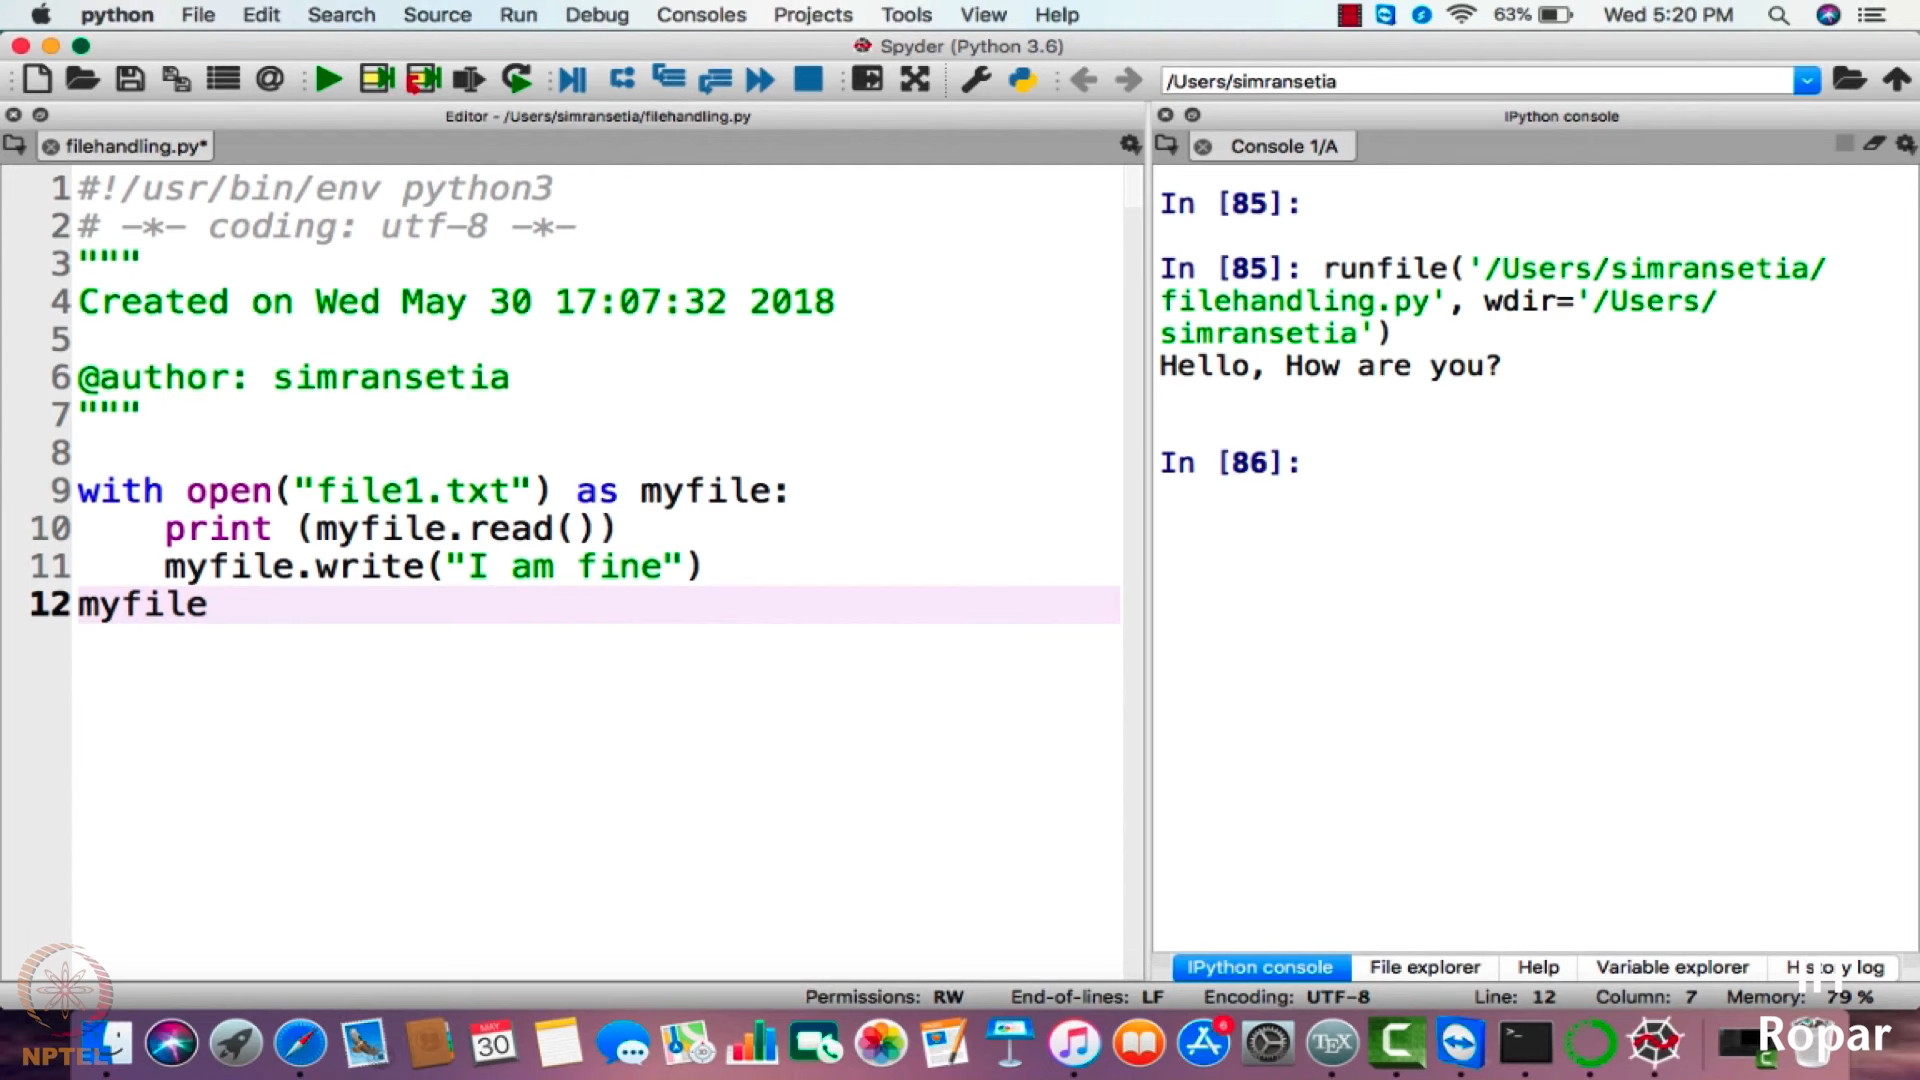 python File Edit Search Source Run Debug Consoles Projects Tools View Help 63% Wed 5:20 PM
Spyder (Python 3.6)
/Users/simransetia
Editor - /Users/simransetia/filehandling.py
IPython console
filehandling.py*
Console 1/A
1 #!/usr/bin/env python3
2 # -*- coding: utf-8 -*-
3 """
4 Created on Wed May 30 17:07:32 2018
5
6 @author: simransetia
7 """
8
9 with open("file1.txt") as myfile:
10 print (myfile.read())
11 myfile.write("I am fine")
12 myfile
In [85]:
In [85]: runfile('/Users/simransetia/
filehandling.py', wdir='/Users/
simransetia')
Hello, How are you?
In [86]:
IPython console File explorer Help Variable explorer History log
Permissions: RW End-of-lines: LF Encoding: UTF-8 Line: 12 Column: 7 Memory: 79 %
MAY
30
6
TEX
NPTEL
Ropar